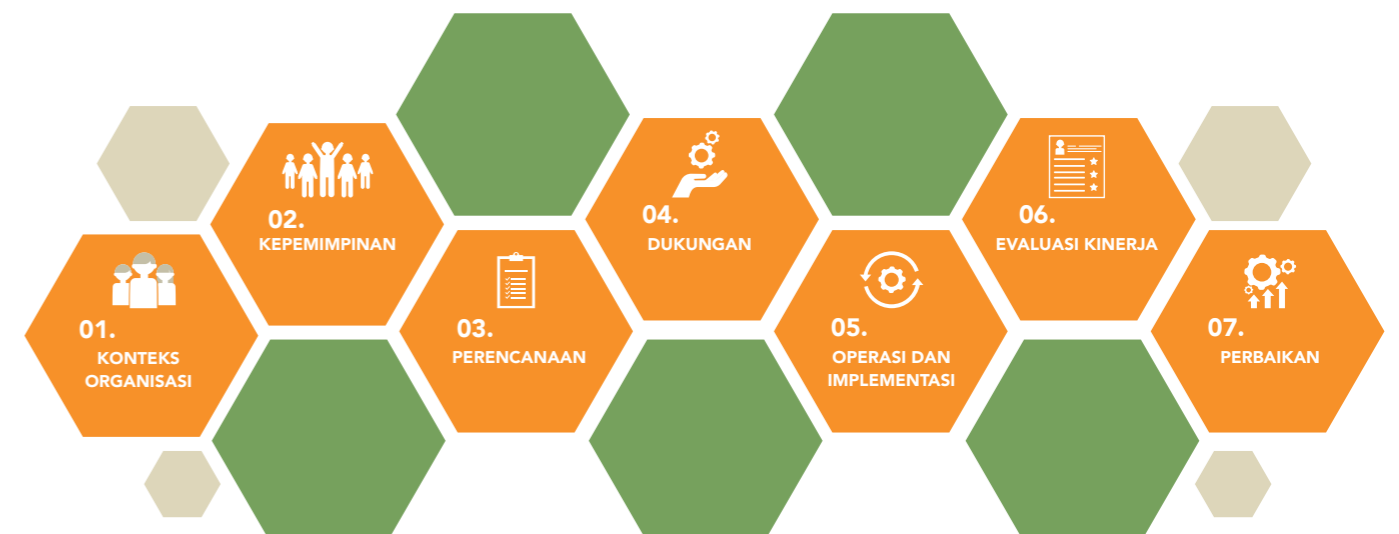 01.
KONTEKS
ORGANISASI
02.
KEPEMIMPINAN
03.
PERENCANAAN
04.
DUKUNGAN
05.
OPERASI DAN
IMPLEMENTASI
06.
EVALUASI KINERJA
07.
PERBAIKAN